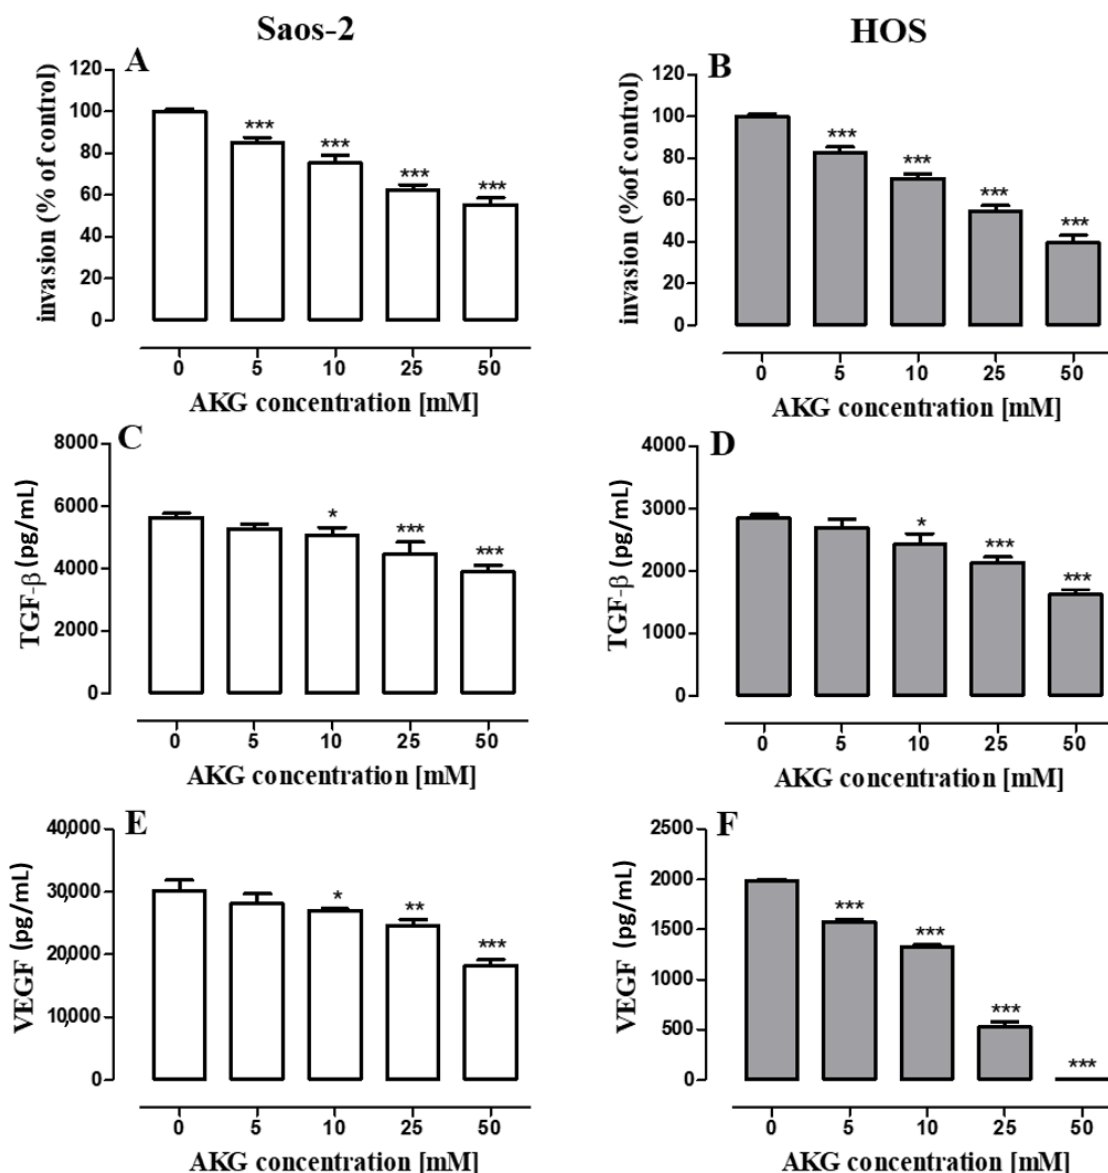 Saos-2
HOS
A
invasion (% of control)
120
100
80
60
40
20
0
***
***
***
***
0 5 10 25 50
AKG concentration [mM]
B
invasion (%of control)
120
100
80
60
40
20
0
***
***
***
***
0 5 10 25 50
AKG concentration [mM]
C
TGF-β (pg/mL)
8000
6000
4000
2000
0
*
***
***
0 5 10 25 50
AKG concentration [mM]
D
TGF-β (pg/mL)
4000
3000
2000
1000
0
*
***
***
0 5 10 25 50
AKG concentration [mM]
E
VEGF (pg/mL)
40,000
30,000
20,000
10,000
0
*
**
***
0 5 10 25 50
AKG concentration [mM]
F
VEGF (pg/mL)
2500
2000
1500
1000
500
0
***
***
***
***
0 5 10 25 50
AKG concentration [mM]